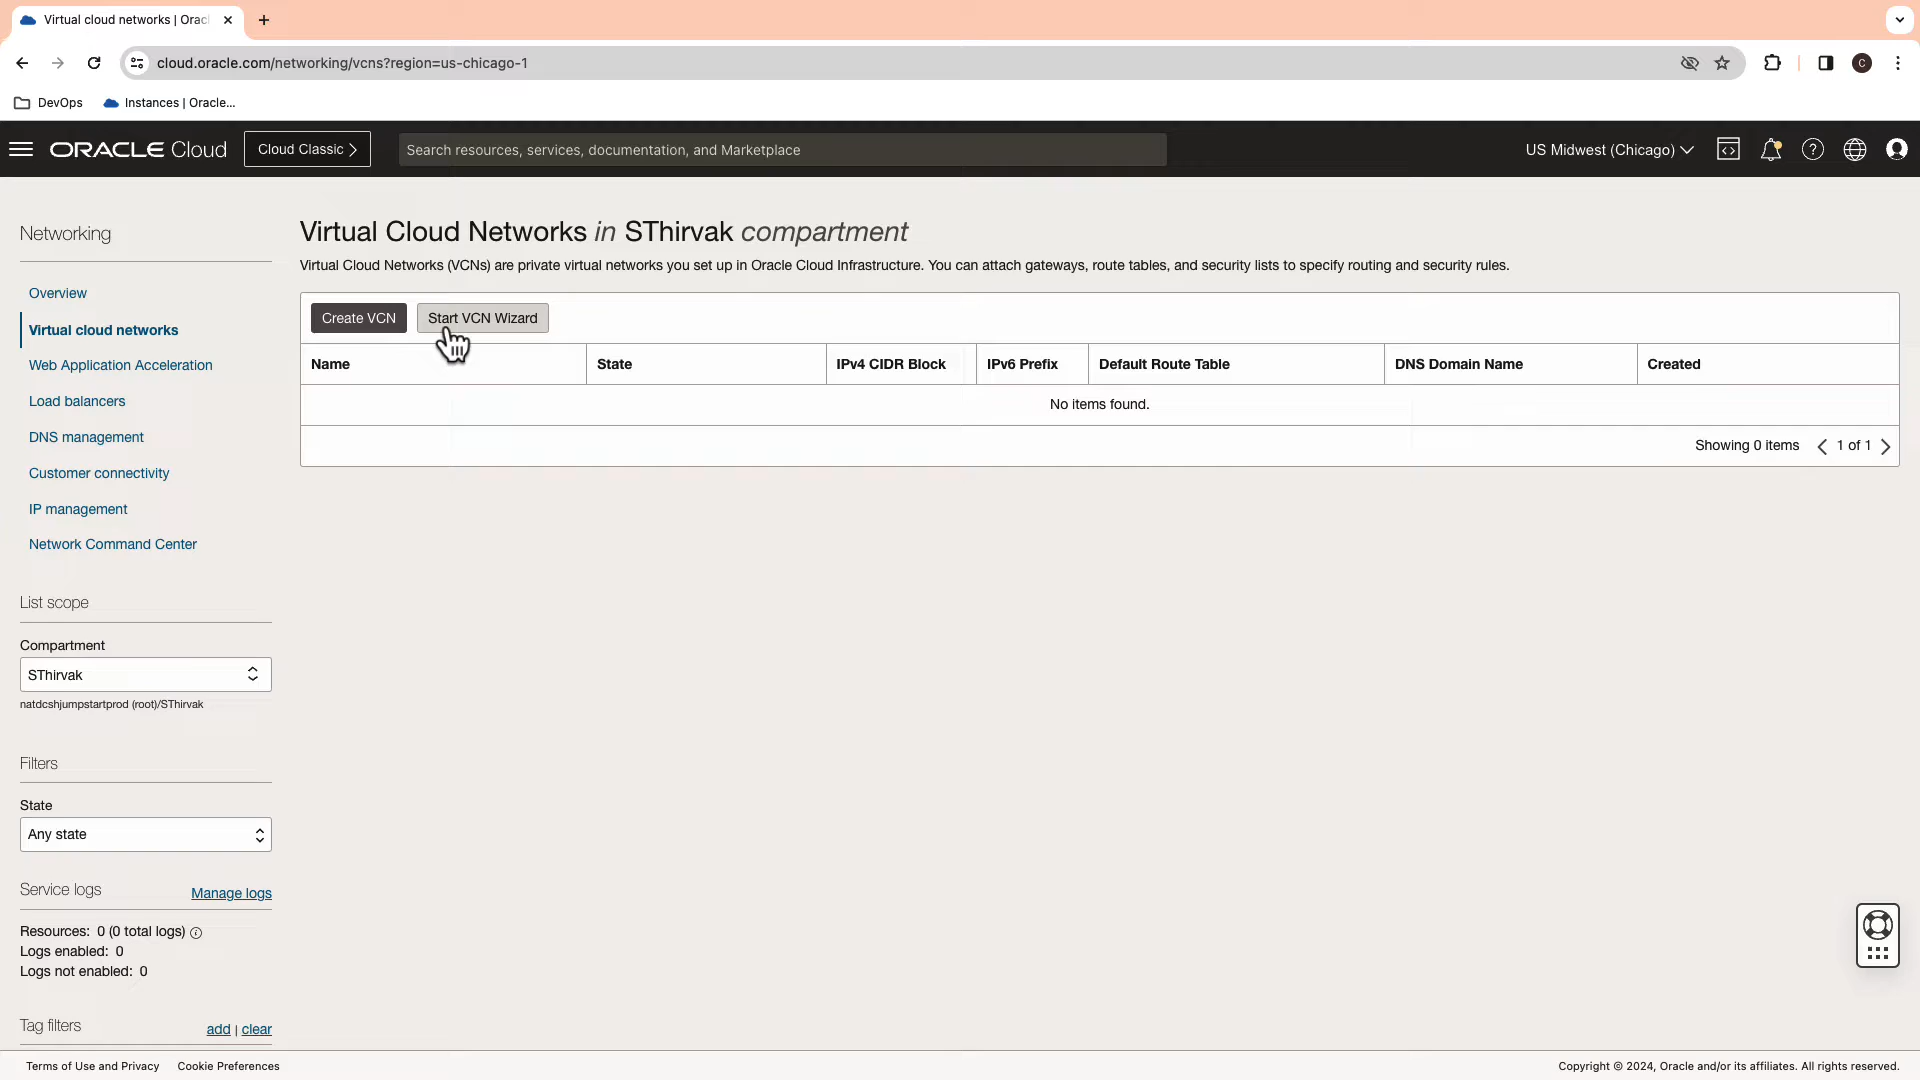 Virtual cloud networks | Orac
cloud.oracle.com/networking/vcns?region=us-chicago-1
C
DevOps
Instances | Oracle...
ORACLE Cloud
Cloud Classic
Search resources, services, documentation, and Marketplace
US Midwest (Chicago)
Networking
Overview
Virtual cloud networks
Web Application Acceleration
Load balancers
DNS management
Customer connectivity
IP management
Network Command Center
List scope
Compartment
SThirvak
natdcshjumpstartprod (root)/SThirvak
Filters
State
Any state
Service logs
Manage logs
Resources: 0 (0 total logs)
Logs enabled: 0
Logs not enabled: 0
Tag filters
add | clear
Virtual Cloud Networks in SThirvak compartment
Virtual Cloud Networks (VCNs) are private virtual networks you set up in Oracle Cloud Infrastructure. You can attach gateways, route tables, and security lists to specify routing and security rules.
Create VCN
Start VCN Wizard
Name State IPv4 CIDR Block IPv6 Prefix Default Route Table DNS Domain Name Created
No items found.
Showing 0 items 1 of 1
Terms of Use and Privacy
Cookie Preferences
Copyright © 2024, Oracle and/or its affiliates. All rights reserved.